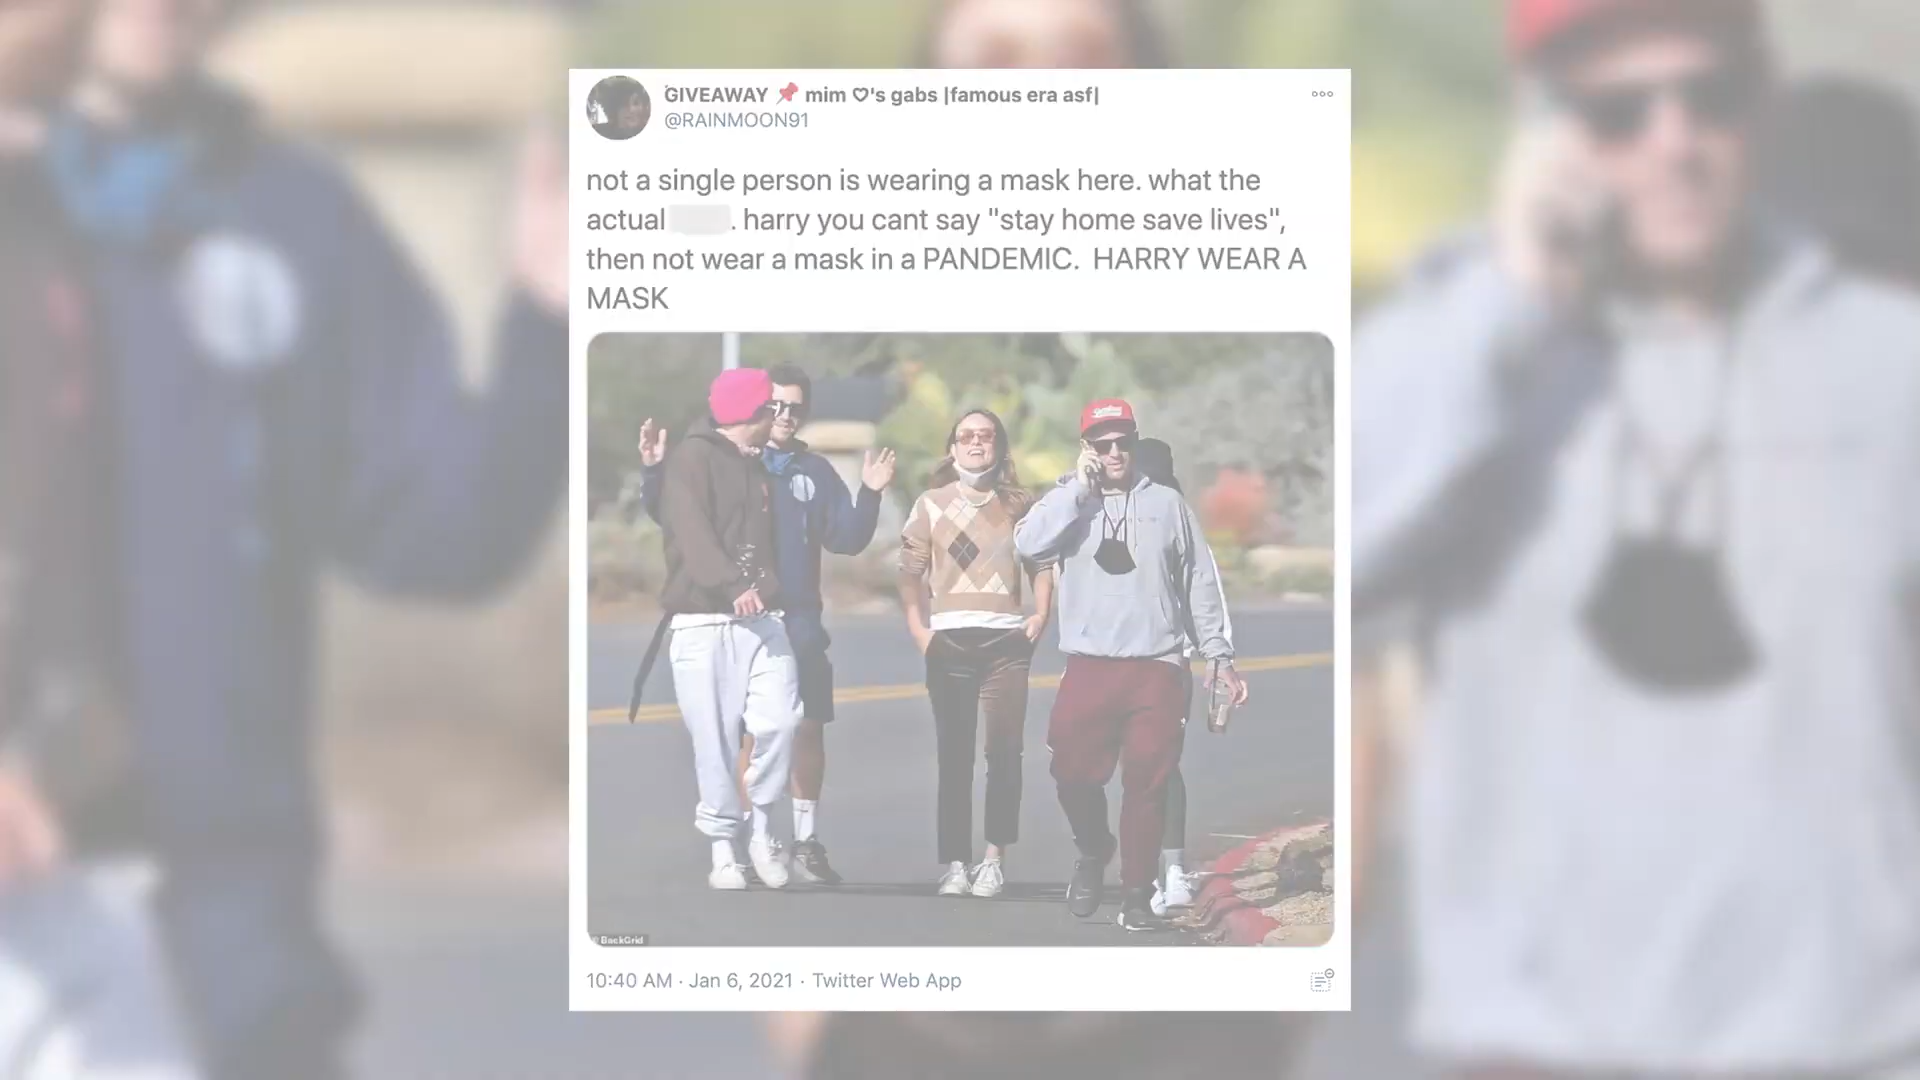 GIVEAWAY 📌 mim ♡'s gabs |famous era asf|
@RAINMOON91
not a single person is wearing a mask here. what the
actual . harry you cant say "stay home save lives",
then not wear a mask in a PANDEMIC. HARRY WEAR A
MASK
© BackGrid
10:40 AM · Jan 6, 2021 · Twitter Web App